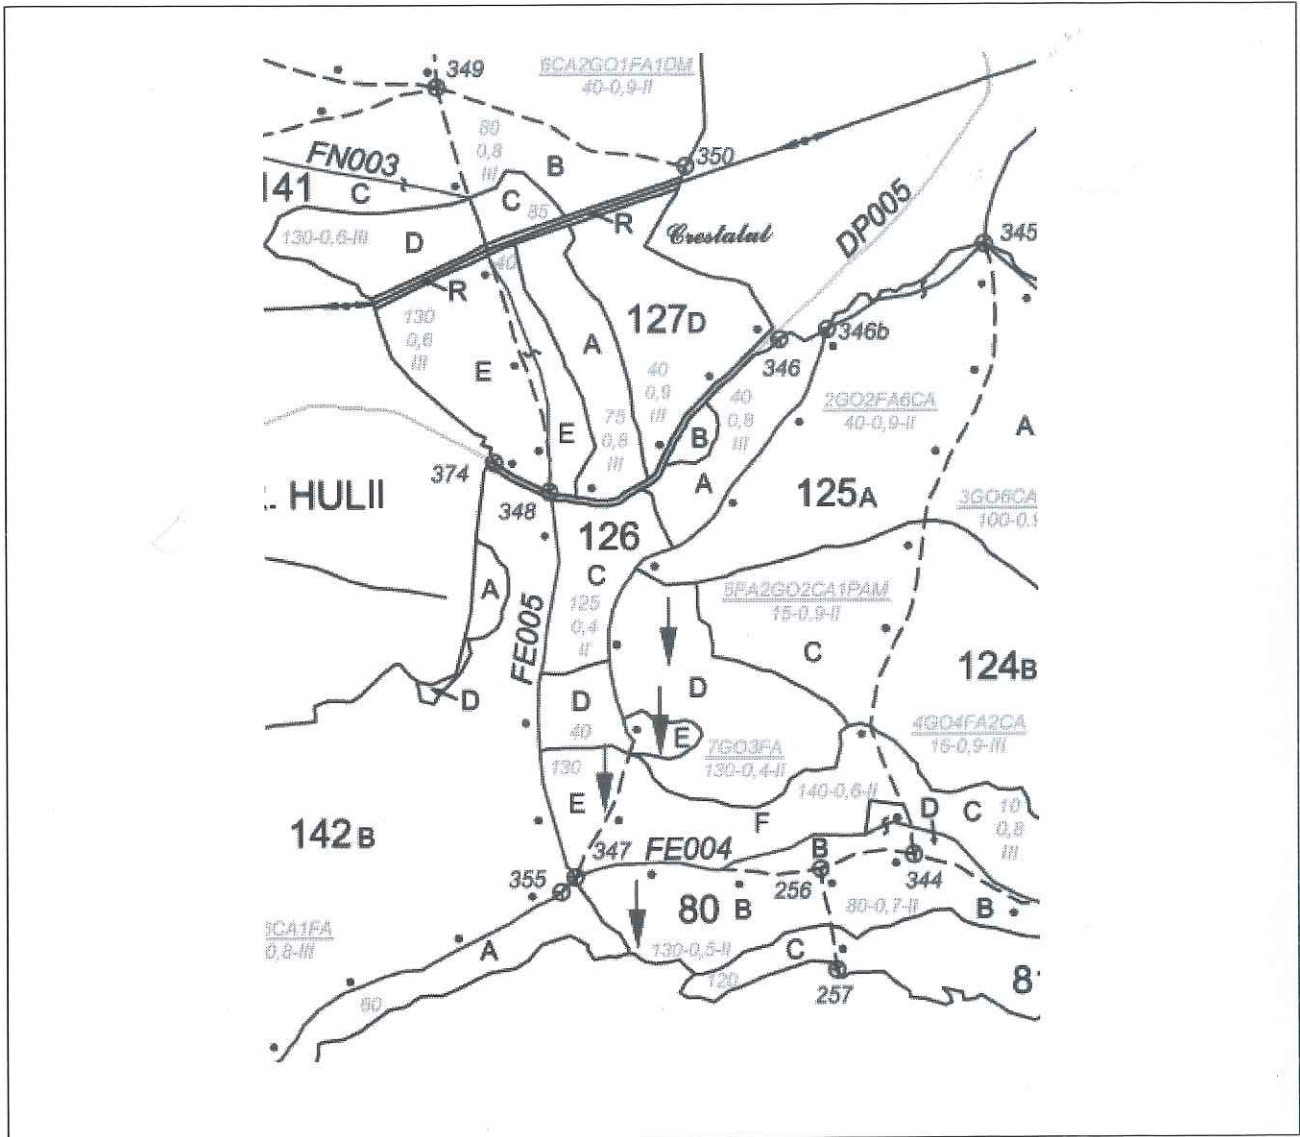 349
6CA2GO1FA1DM
40-0,9-II
80
0,8
III
B
350
FN003
141
C
C
85
R
Crestatut
DP005
345
130-0,6-III
D
40
R
130
0,6
III
127D
346b
346
A
E
40
0,9
III
40
0,8
III
2GO2FA6CA
40-0,9-II
A
75
0,8
III
E
B
374
A
HULII
348
125A
3GO6CA
126
C
125
0,4
II
A
FE005
5FA2GO2CA1PAM
15-0.9-II
C
124B
D
D
D
40
E
7GO3FA
130-0,4-II
4GO4FA2CA
15-0,9-III
130
E
140-0,6-II
F
D
C
10
0,8
III
142B
347
FE004
B
355
256
344
80 B
80-0,7-II
B
CA1FA
0,8-III
A
130-0,5-II
C
120
257
60